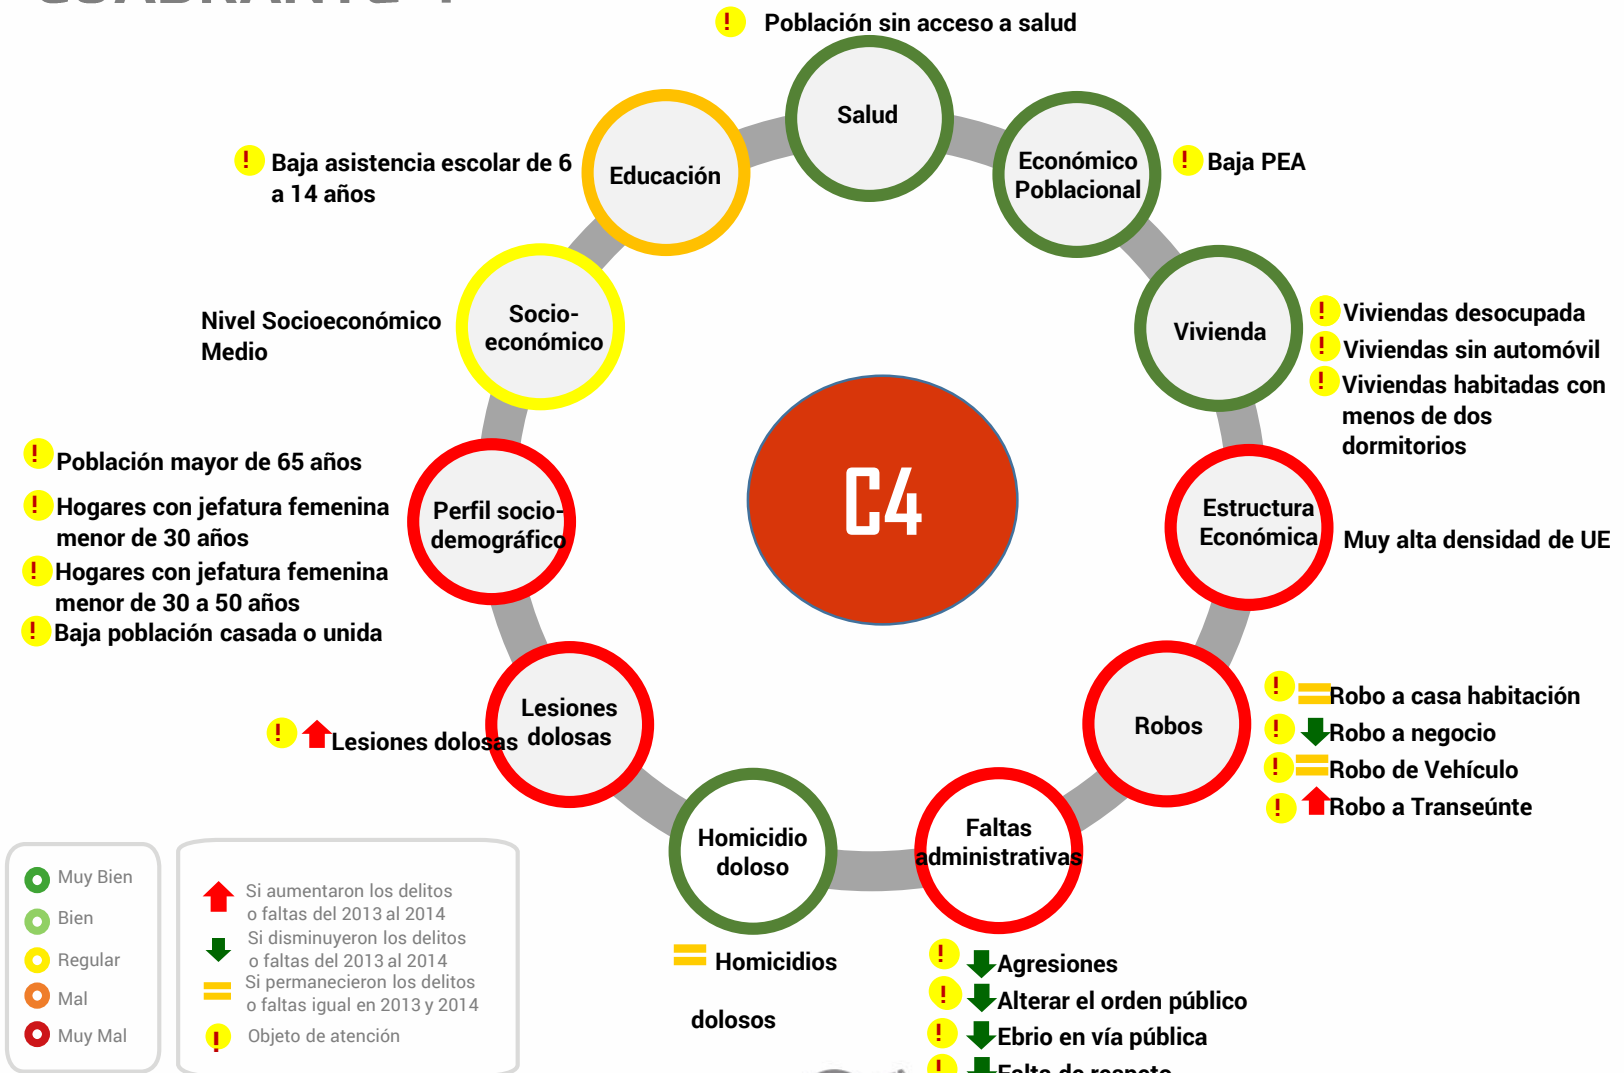 ! Población sin acceso a salud
Salud
Educación
! Baja asistencia escolar de 6
a 14 años
Económico
Poblacional
! Baja PEA
Socio-
económico
Nivel Socioeconómico
Medio
Vivienda
! Viviendas desocupada
! Viviendas sin automóvil
! Viviendas habitadas con
menos de dos
dormitorios
C4
Perfil socio-
demográfico
! Población mayor de 65 años
! Hogares con jefatura femenina
menor de 30 años
! Hogares con jefatura femenina
menor de 30 a 50 años
! Baja población casada o unida
Estructura
Económica
Muy alta densidad de UE
Lesiones
dolosas
! Lesiones dolosas
Robos
! Robo a casa habitación
! Robo a negocio
! Robo de Vehículo
! Robo a Transeúnte
Homicidio
doloso
Homicidios
dolosos
Faltas
administrativas
! Agresiones
! Alterar el orden público
! Ebrio en vía pública
! Falta de respeto
Muy Bien
Bien
Regular
Mal
Muy Mal
Si aumentaron los delitos
o faltas del 2013 al 2014
Si disminuyeron los delitos
o faltas del 2013 al 2014
Si permanecieron los delitos
o faltas igual en 2013 y 2014
! Objeto de atención